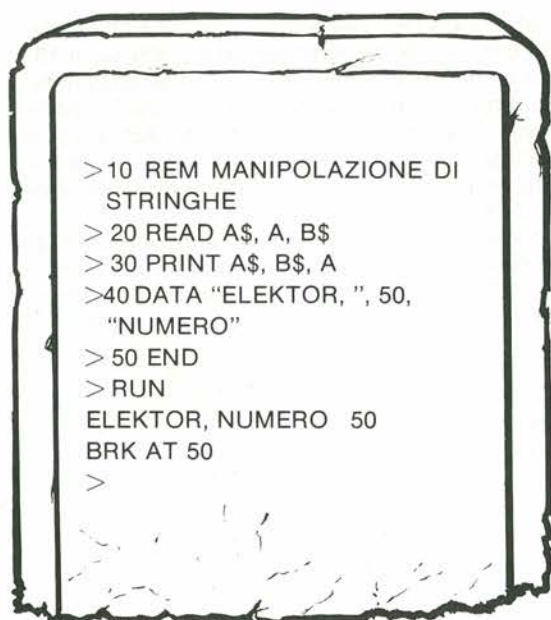 >10 REM MANIPOLAZIONE DI
STRINGHE
> 20 READ A$, A, B$
> 30 PRINT A$, B$, A
>40 DATA “ELEKTOR, ”, 50,
“NUMERO”
> 50 END
> RUN
ELEKTOR, NUMERO 50
BRK AT 50
>